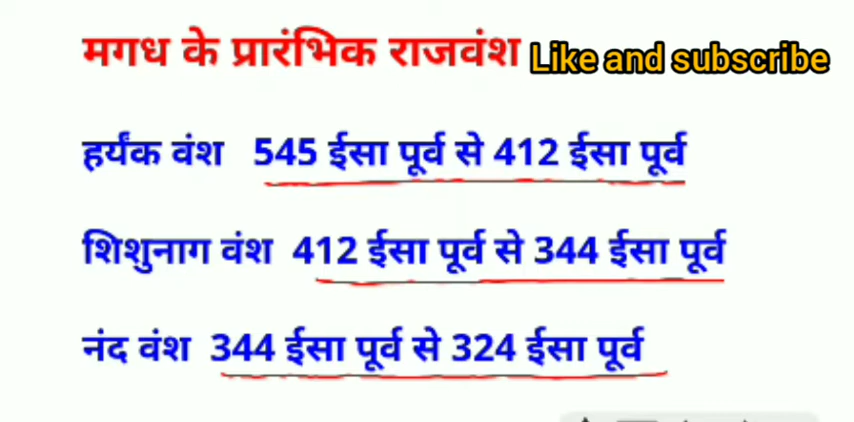 मगध के प्रारंभिक राजवंश Like and subscribe
हर्यंक वंश 545 ईसा पूर्व से 412 ईसा पूर्व
शिशुनाग वंश 412 ईसा पूर्व से 344 ईसा पूर्व
नंद वंश 344 ईसा पूर्व से 324 ईसा पूर्व